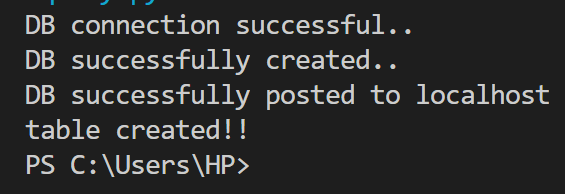 DB connection successful..
DB successfully created..
DB successfully posted to localhost
table created!!
PS C:\Users\HP>